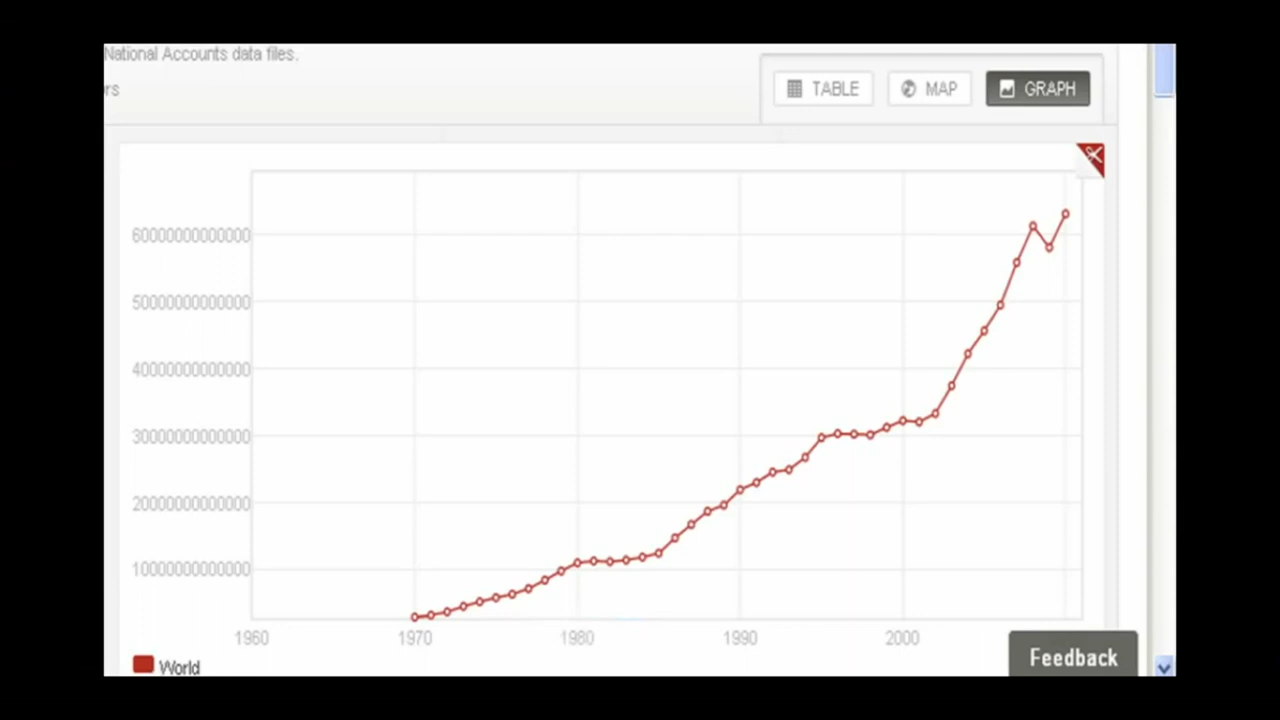 National Accounts data files.
rs
TABLE MAP GRAPH
60000000000000
50000000000000
40000000000000
30000000000000
20000000000000
10000000000000
1960 1970 1980 1990 2000
World
Feedback